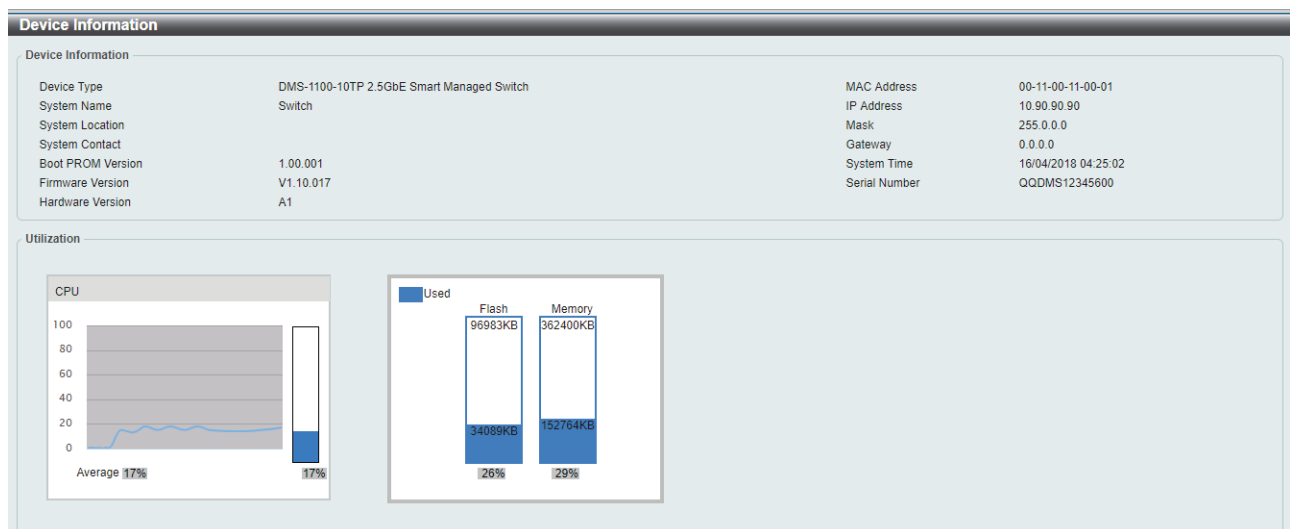 Device Information
Device Information
Device Type DMS-1100-10TP 2.5GbE Smart Managed Switch MAC Address 00-11-00-11-00-01
System Name Switch IP Address 10.90.90.90
System Location Mask 255.0.0.0
System Contact Gateway 0.0.0.0
Boot PROM Version 1.00.001 System Time 16/04/2018 04:25:02
Firmware Version V1.10.017 Serial Number QQDMS12345600
Hardware Version A1
Utilization
CPU
100
80
60
40
20
0
Average 17% 17%
Used
Flash Memory
96983KB 362400KB
34089KB 152764KB
26% 29%